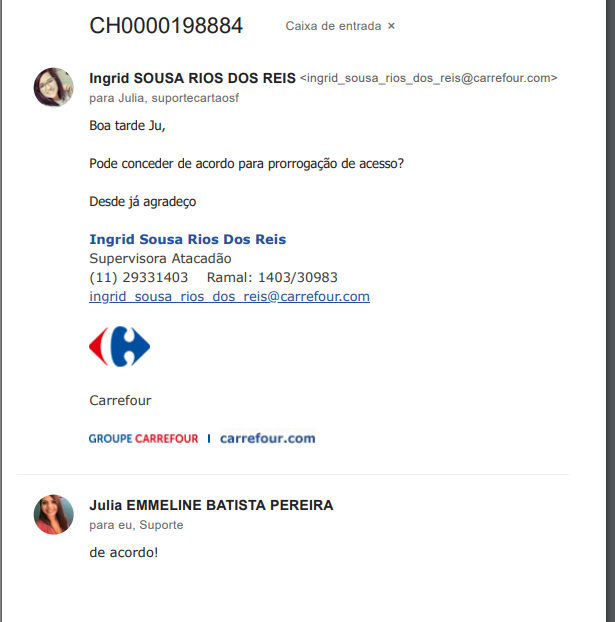 CH0000198884 Caixa de entrada ×
Ingrid SOUSA RIOS DOS REIS <ingrid_sousa_rios_dos_reis@carrefour.com>
para Julia, suportecartaosf
Boa tarde Ju,
Pode conceder de acordo para prorrogação de acesso?
Desde já agradeço
Ingrid Sousa Rios Dos Reis
Supervisora Atacadão
(11) 29331403 Ramal: 1403/30983
ingrid_sousa_rios_dos_reis@carrefour.com
Carrefour
GROUPE CARREFOUR I carrefour.com
Julia EMMELINE BATISTA PEREIRA
para eu, Suporte
de acordo!